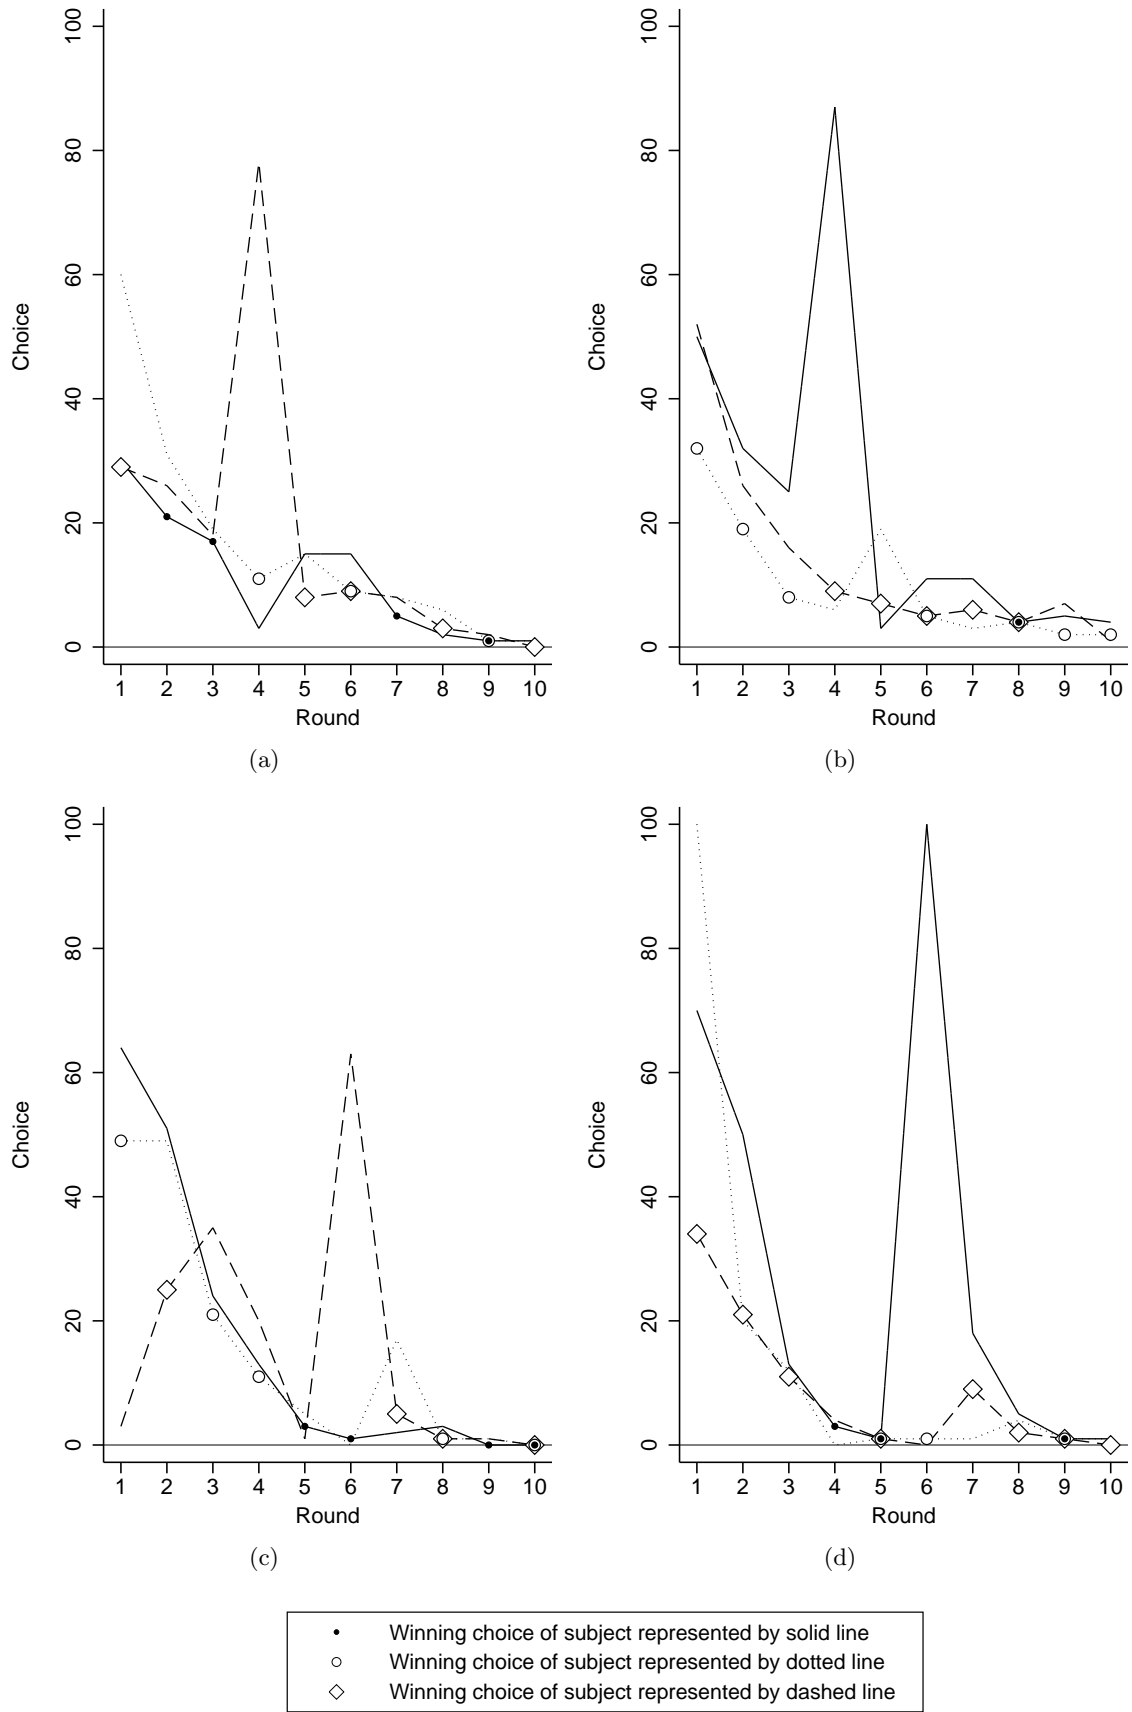 100
80
60
40
20
0
Choice
1 2 3 4 5 6 7 8 9 10
Round
(a)
100
80
60
40
20
0
Choice
1 2 3 4 5 6 7 8 9 10
Round
(b)
100
80
60
40
20
0
Choice
1 2 3 4 5 6 7 8 9 10
Round
(c)
100
80
60
40
20
0
Choice
1 2 3 4 5 6 7 8 9 10
Round
(d)
Winning choice of subject represented by solid line
Winning choice of subject represented by dotted line
Winning choice of subject represented by dashed line